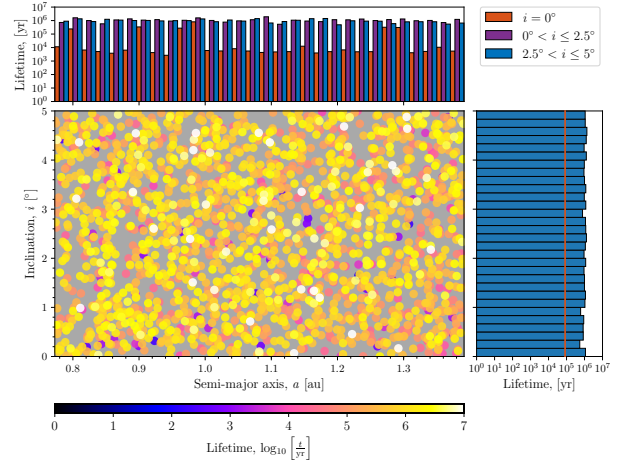 10^7
10^6
10^5
10^4
10^3
10^2
10^1
10^0
Lifetime, [yr]
i = 0°
0° < i ≤ 2.5°
2.5° < i ≤ 5°
5
4
3
2
1
0
Inclination, i [°]
0.8 0.9 1.0 1.1 1.2 1.3
Semi-major axis, a [au]
10^0 10^1 10^2 10^3 10^4 10^5 10^6 10^7
Lifetime, [yr]
0 1 2 3 4 5 6 7
Lifetime, log_10 [t/yr]